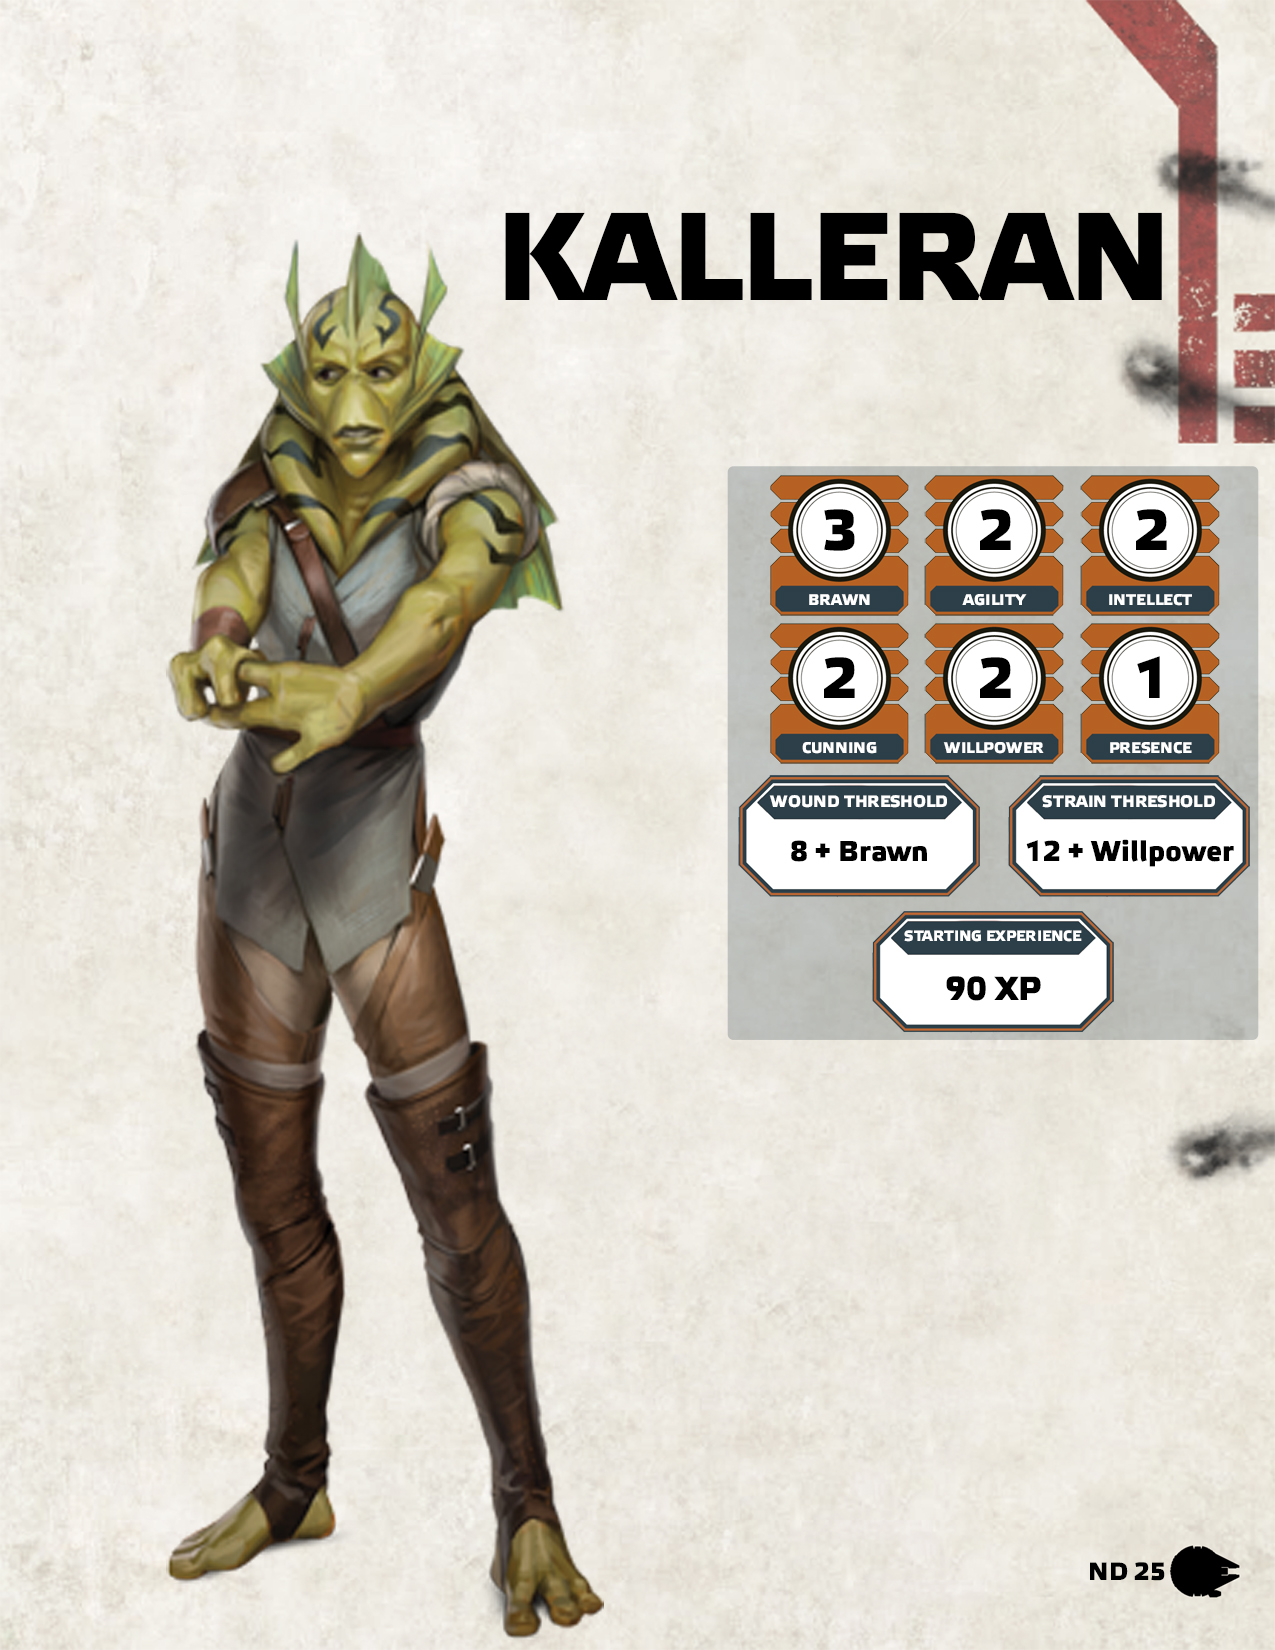 KALLERAN
3 2 2
BRAWN AGILITY INTELLECT
2 2 1
CUNNING WILLPOWER PRESENCE
WOUND THRESHOLD STRAIN THRESHOLD
8 + Brawn 12 + Willpower
STARTING EXPERIENCE
90 XP
ND 25